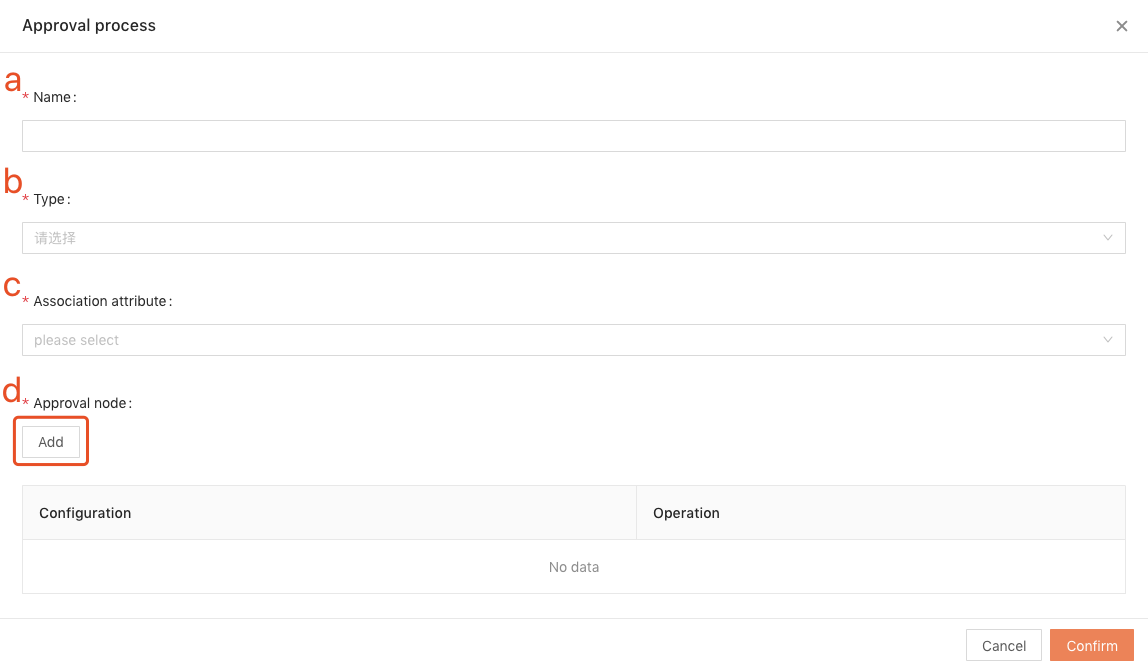 Approval process
a
* Name:
b
* Type:
请选择
c
* Association attribute:
please select
d
* Approval node:
Add
Configuration Operation
No data
Cancel Confirm